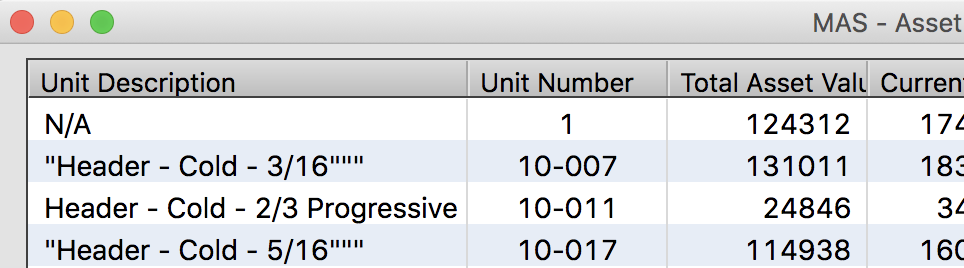 MAS - Asset
Unit Description Unit Number Total Asset Valu Current
N/A 1 124312 174
"Header - Cold - 3/16""" 10-007 131011 183
Header - Cold - 2/3 Progressive 10-011 24846 34
"Header - Cold - 5/16""" 10-017 114938 160